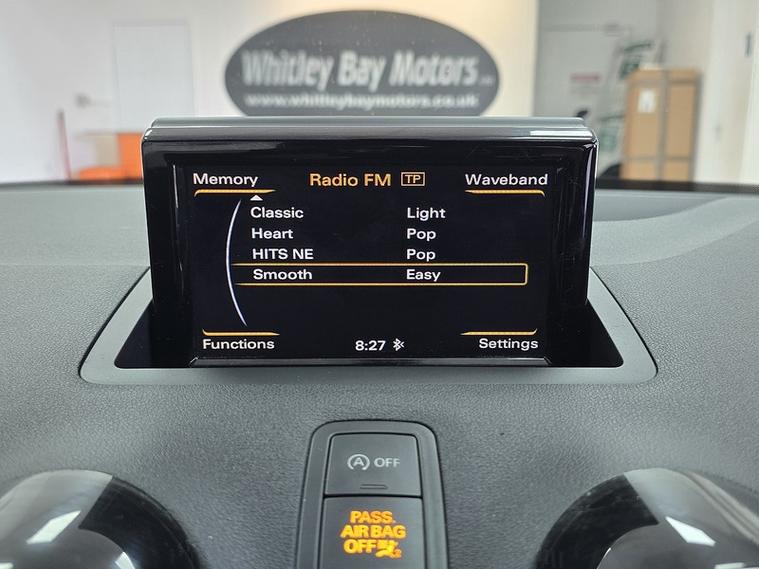 Whitley Bay Motors
www.whitleybaymotors.co.uk
Memory Radio FM TP Waveband
Classic Light
Heart Pop
HITS NE Pop
Smooth Easy
Functions 8:27 Settings
A OFF
PASS.
AIR BAG
OFF 2